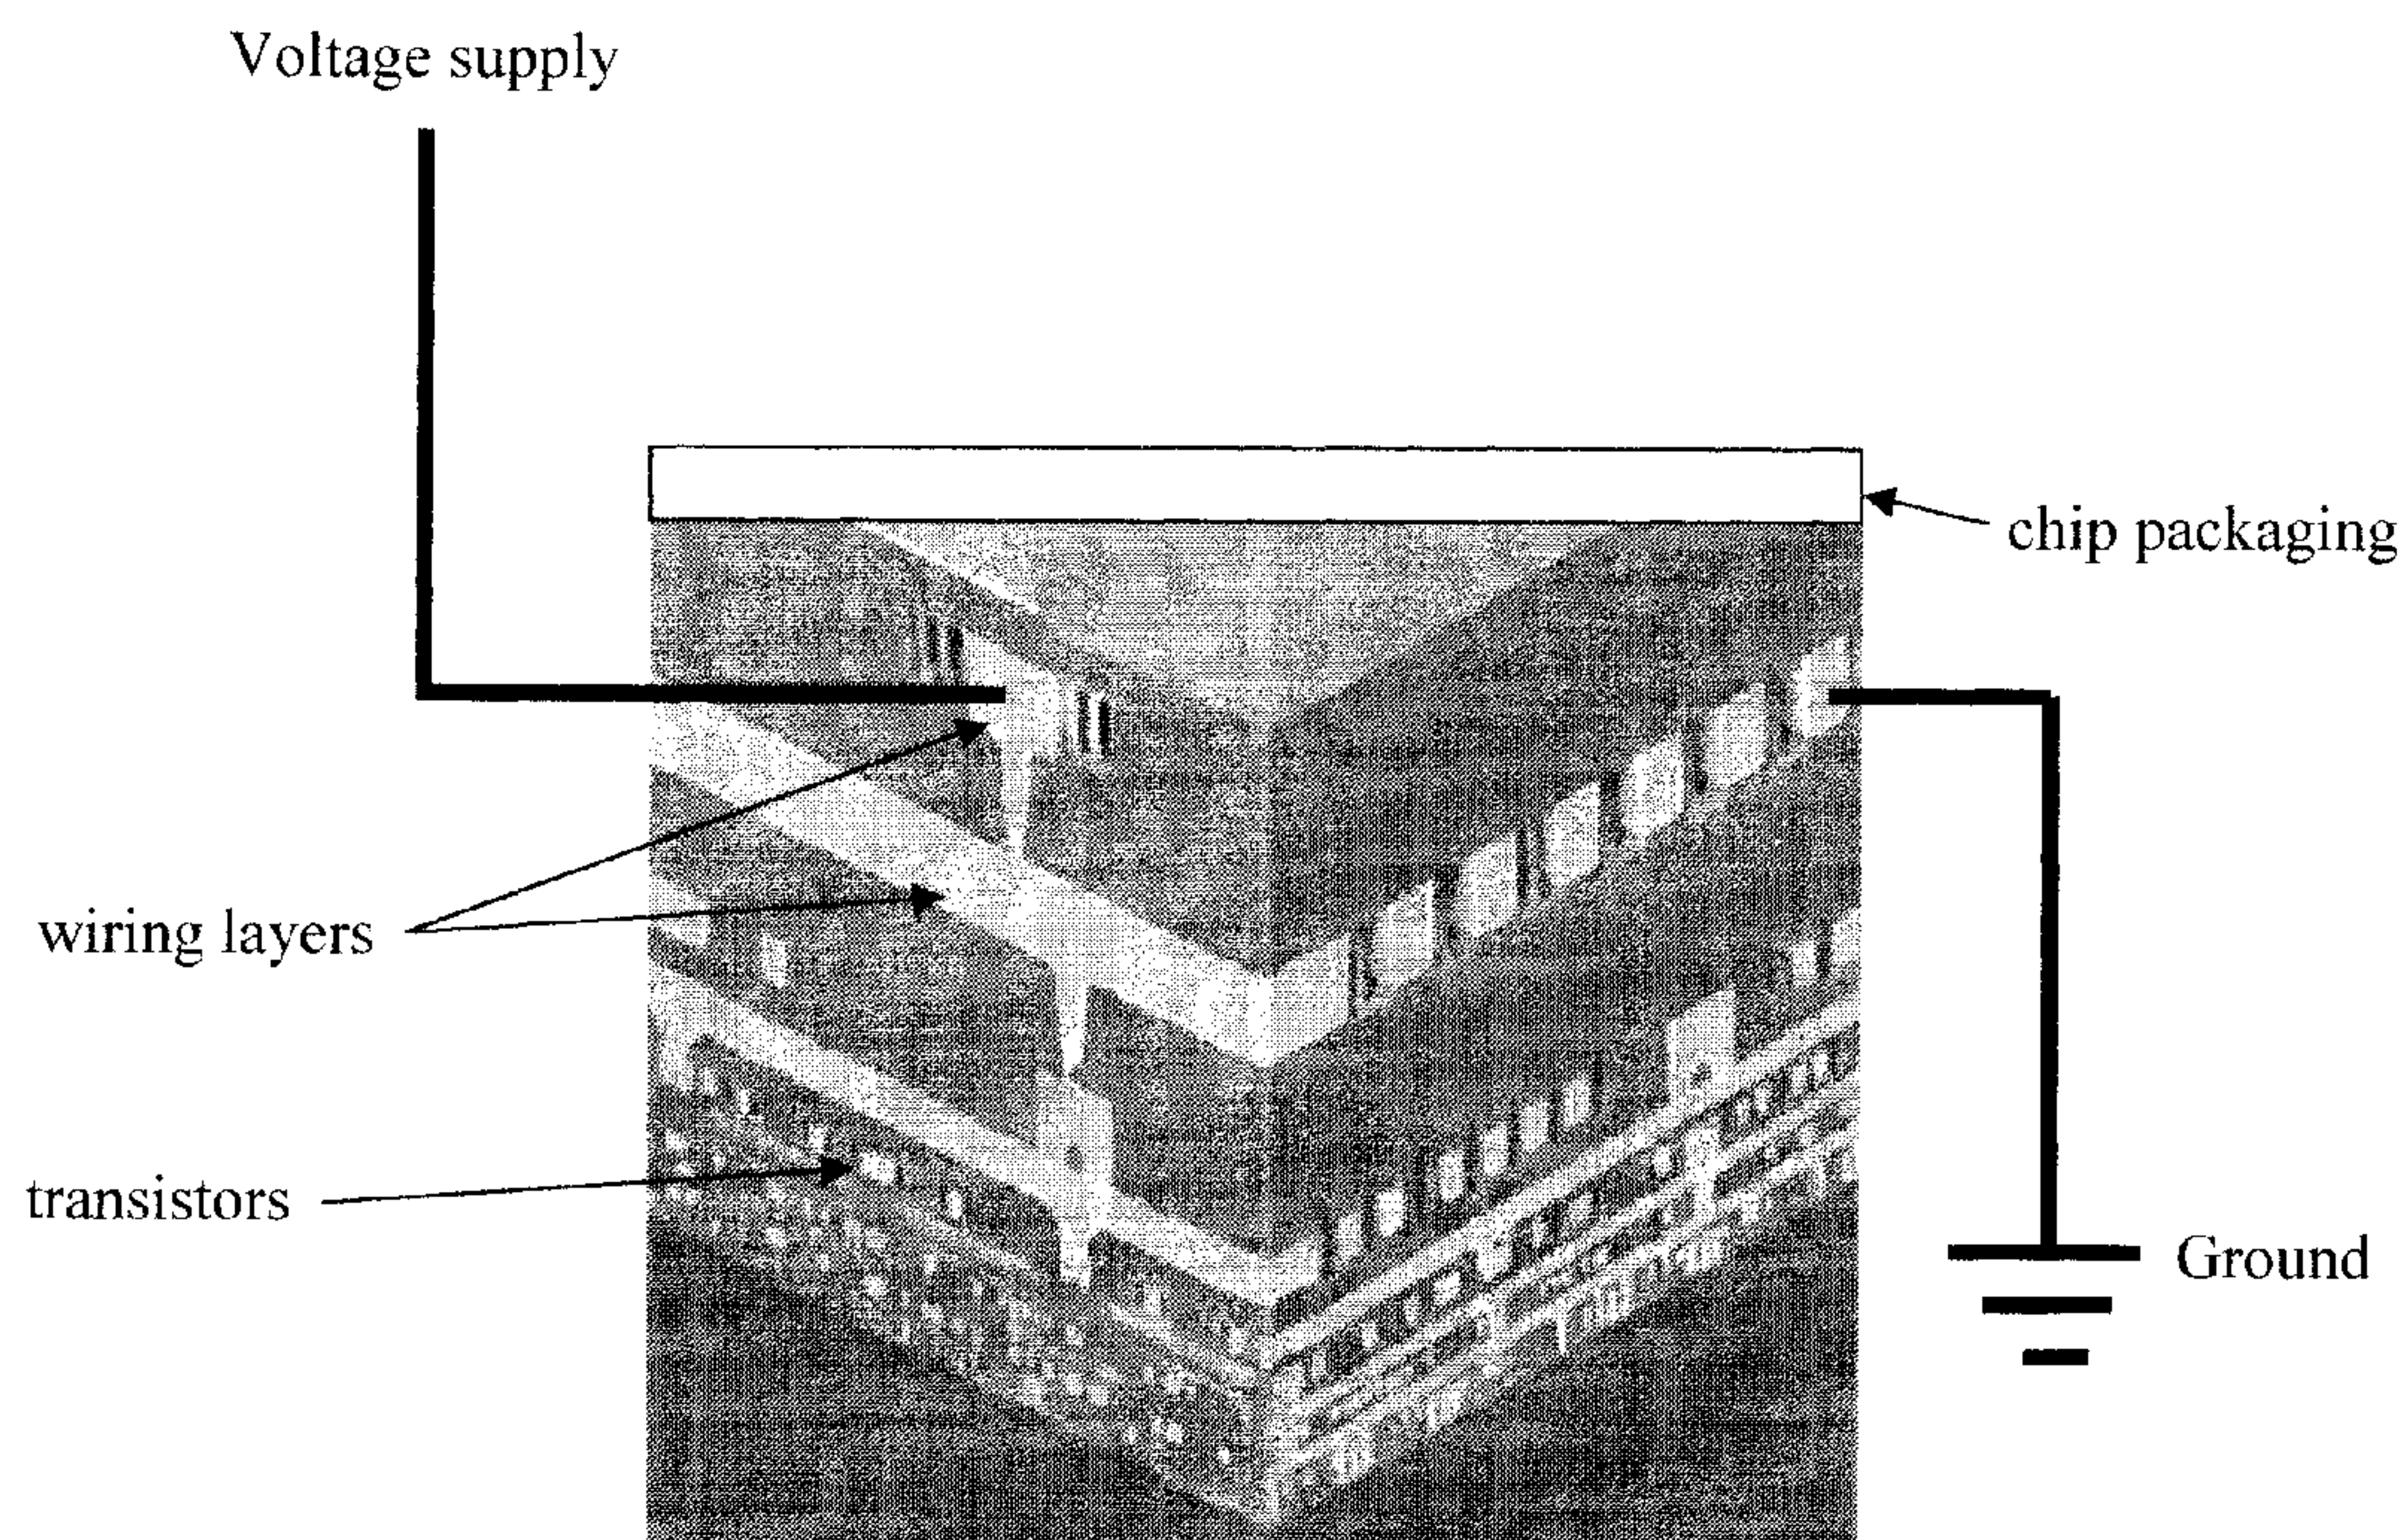 Voltage supply
chip packaging
wiring layers
transistors
Ground